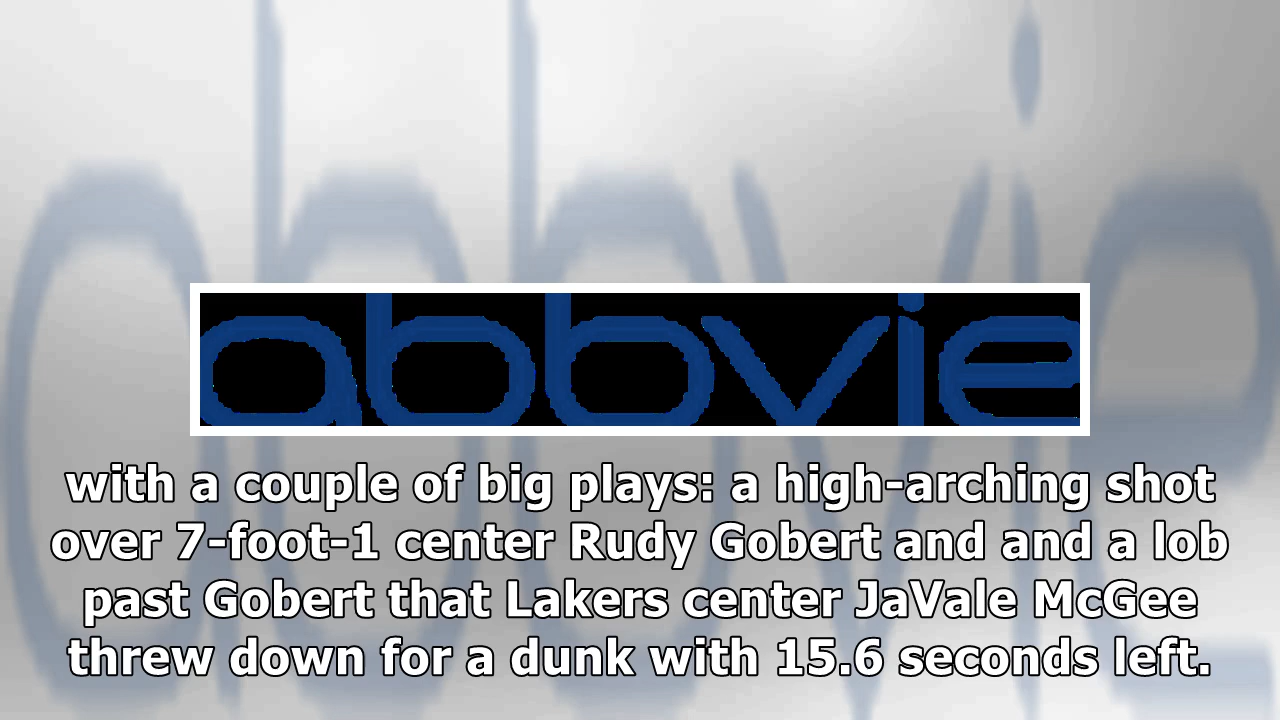 abbvie
with a couple of big plays: a high-arching shot
over 7-foot-1 center Rudy Gobert and and a lob
past Gobert that Lakers center JaVale McGee
threw down for a dunk with 15.6 seconds left.